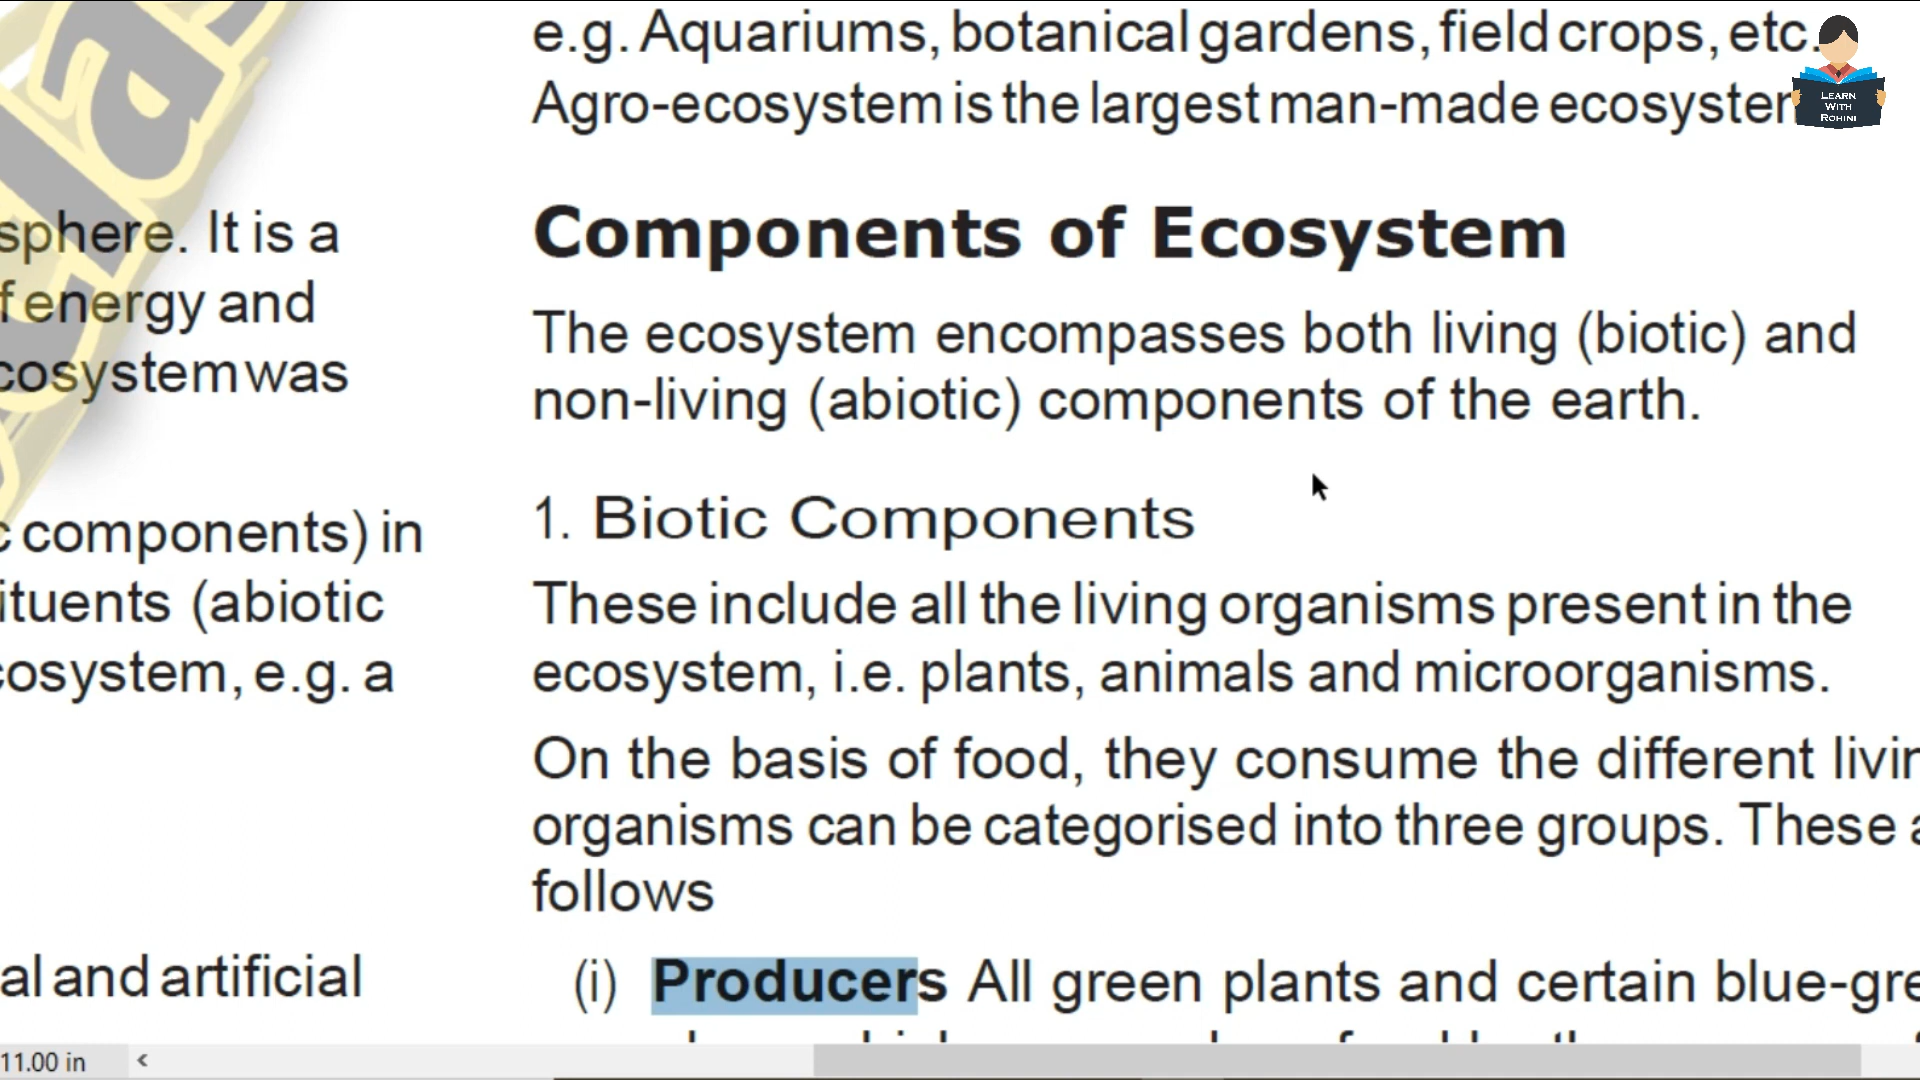 sphere. It is a
f energy and
cosystem was
c components) in
ituents (abiotic
cosystem, e.g. a
al and artificial
e.g. Aquariums, botanical gardens, field crops, etc.
Agro-ecosystem is the largest man-made ecosystem
Components of Ecosystem
The ecosystem encompasses both living (biotic) and
non-living (abiotic) components of the earth.
1. Biotic Components
These include all the living organisms present in the
ecosystem, i.e. plants, animals and microorganisms.
On the basis of food, they consume the different livin
organisms can be categorised into three groups. These a
follows
(i) Producers All green plants and certain blue-gre
LEARN
WITH
ROHINI
11.00 in